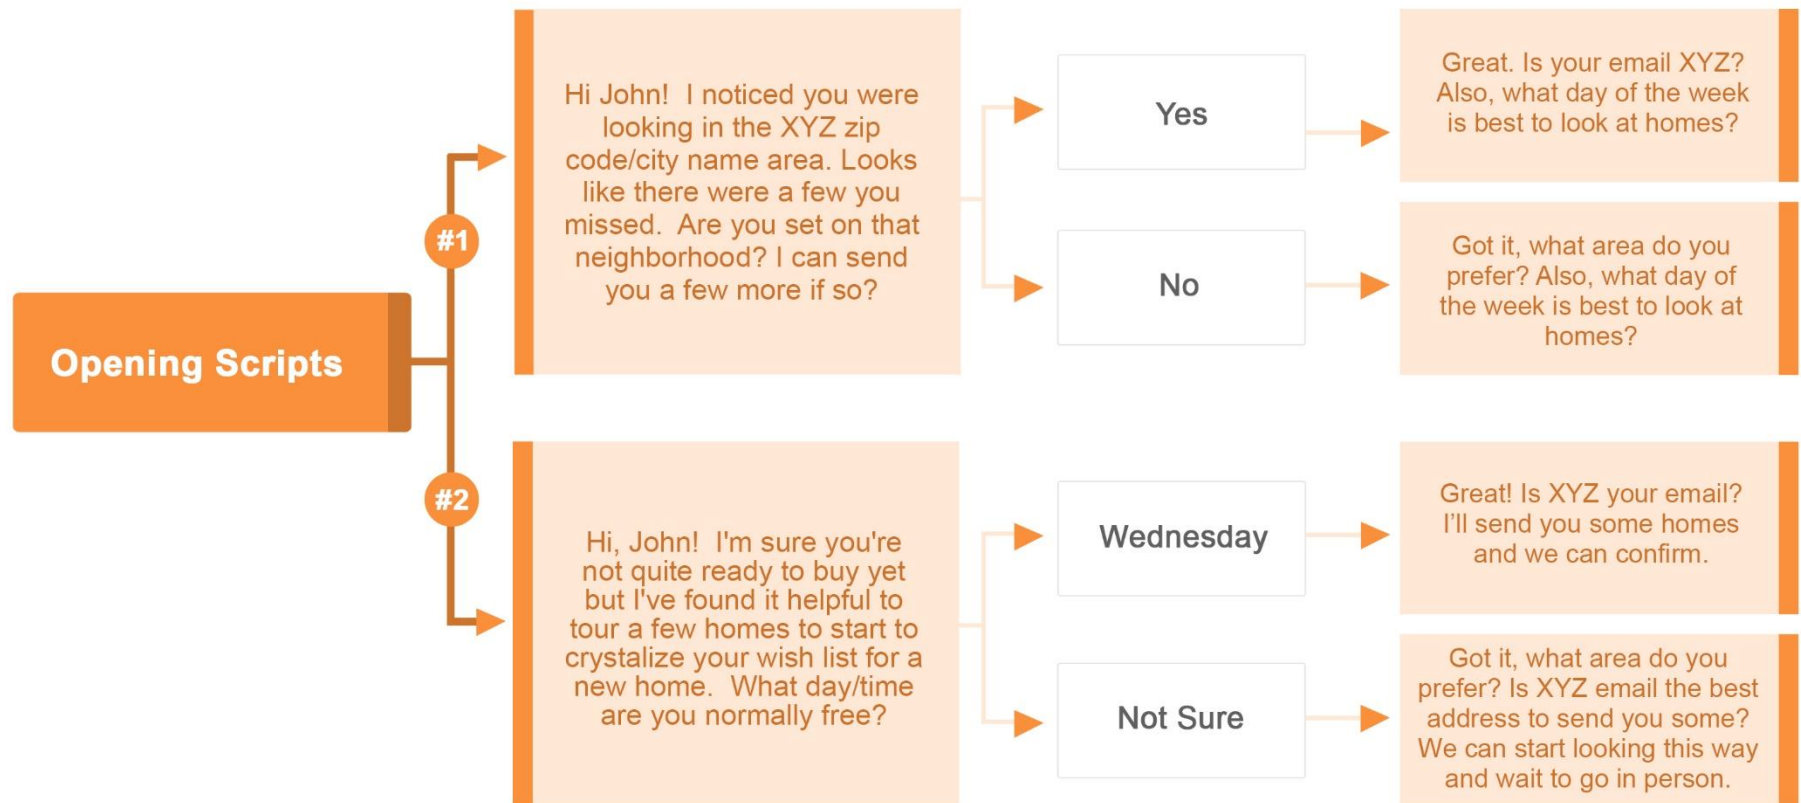 Opening Scripts
#1
Hi John!  I noticed you were
looking in the XYZ zip
code/city name area. Looks
like there were a few you
missed.  Are you set on that
neighborhood? I can send
you a few more if so?
Yes
Great. Is your email XYZ?
Also, what day of the week
is best to look at homes?
No
Got it, what area do you
prefer? Also, what day of
the week is best to look at
homes?
#2
Hi, John!  I'm sure you're
not quite ready to buy yet
but I've found it helpful to
tour a few homes to start to
crystalize your wish list for a
new home.  What day/time
are you normally free?
Wednesday
Great! Is XYZ your email?
I’ll send you some homes
and we can confirm.
Not Sure
Got it, what area do you
prefer? Is XYZ email the best
address to send you some?
We can start looking this way
and wait to go in person.